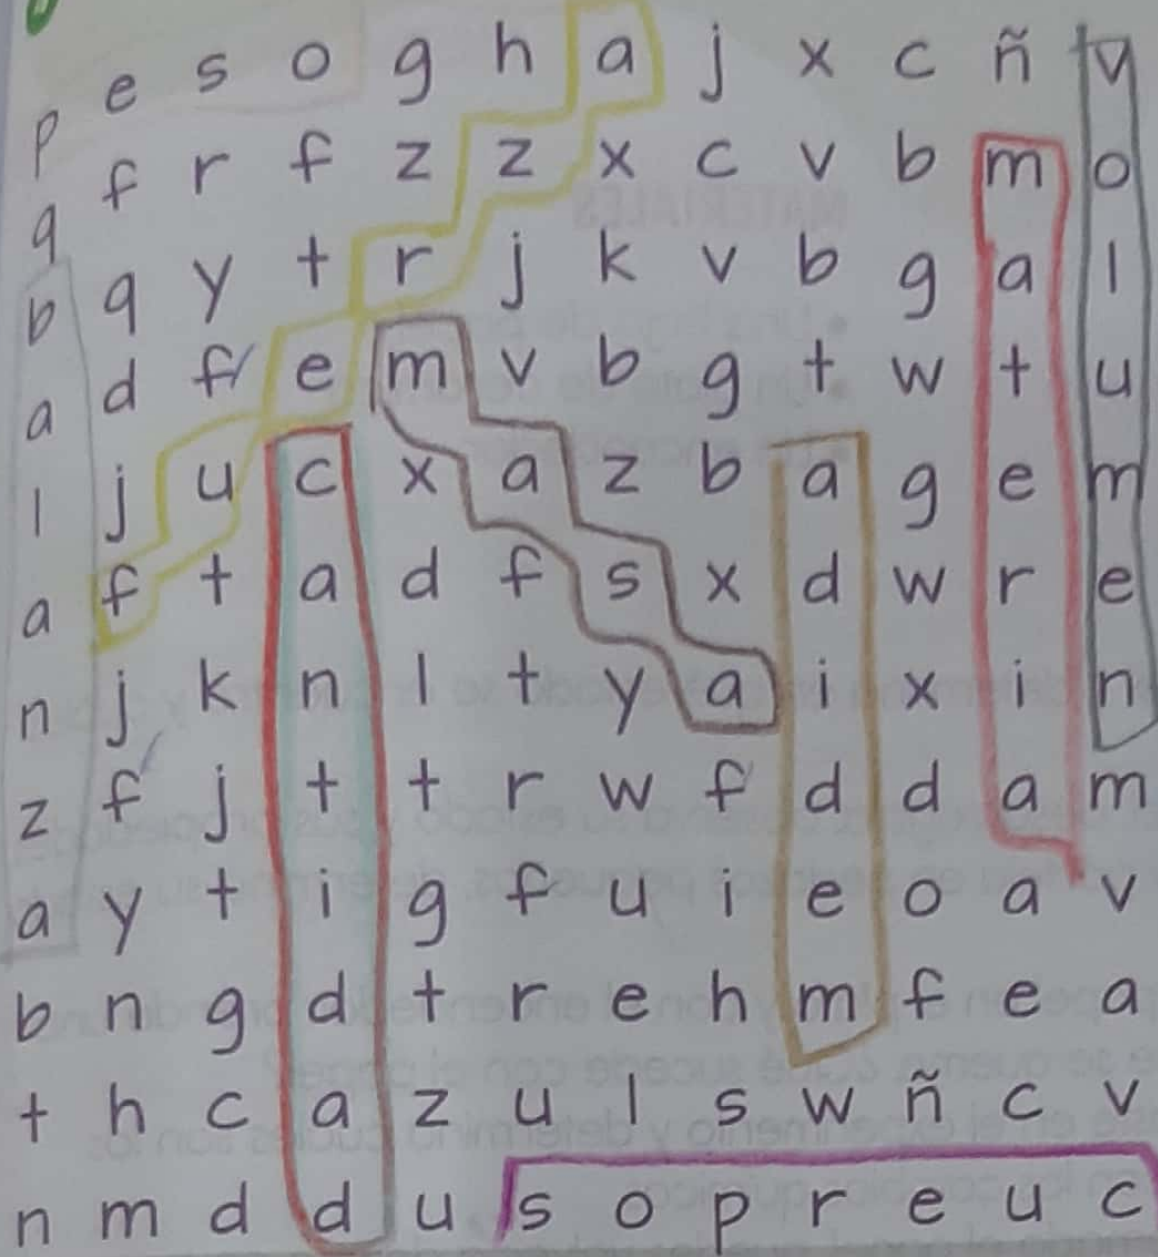 p e s o g h a j x c ñ v
q f r f z z x c v b m o
b q y t r j k v b g a l
a d f e m v b g t w t u
l j u c x a z b a g e m
a f t a d f s x d w r e
n j k n l t y a i x i n
z f j t t r w f d d a m
a y t i g f u i e o a v
b n g d t r e h m f e a
t h c a z u l s w ñ c v
n m d d u s o p r e u c